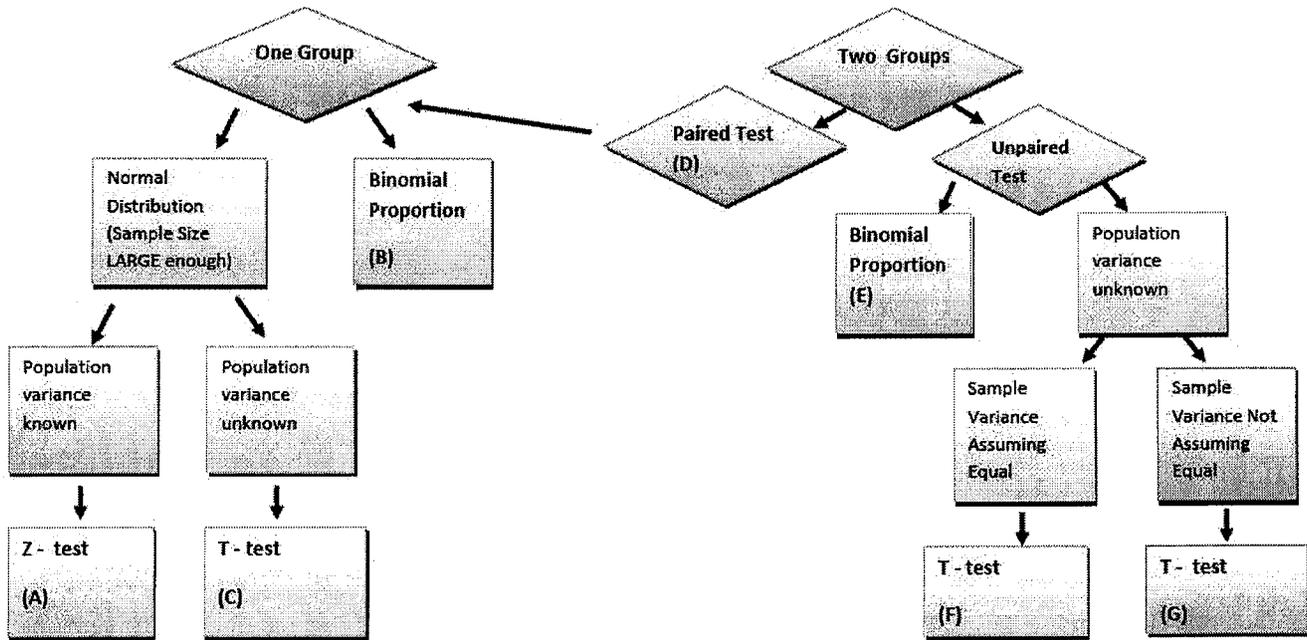 One Group
Normal
Distribution
(Sample Size
LARGE enough)
Binomial
Proportion
(B)
Population
variance
known
Population
variance
unknown
Z - test
(A)
T - test
(C)
Two Groups
Paired Test
(D)
Unpaired
Test
Binomial
Proportion
(E)
Population
variance
unknown
Sample
Variance
Assuming
Equal
Sample
Variance Not
Assuming
Equal
T - test
(F)
T - test
(G)